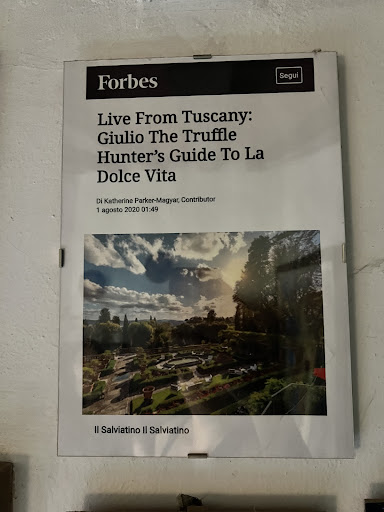 Forbes
Segui
Live From Tuscany:
Giulio The Truffle
Hunter's Guide To La
Dolce Vita
Di Katherine Parker-Magyar, Contributor
1 agosto 2020 01:49
Il Salviatino Il Salviatino